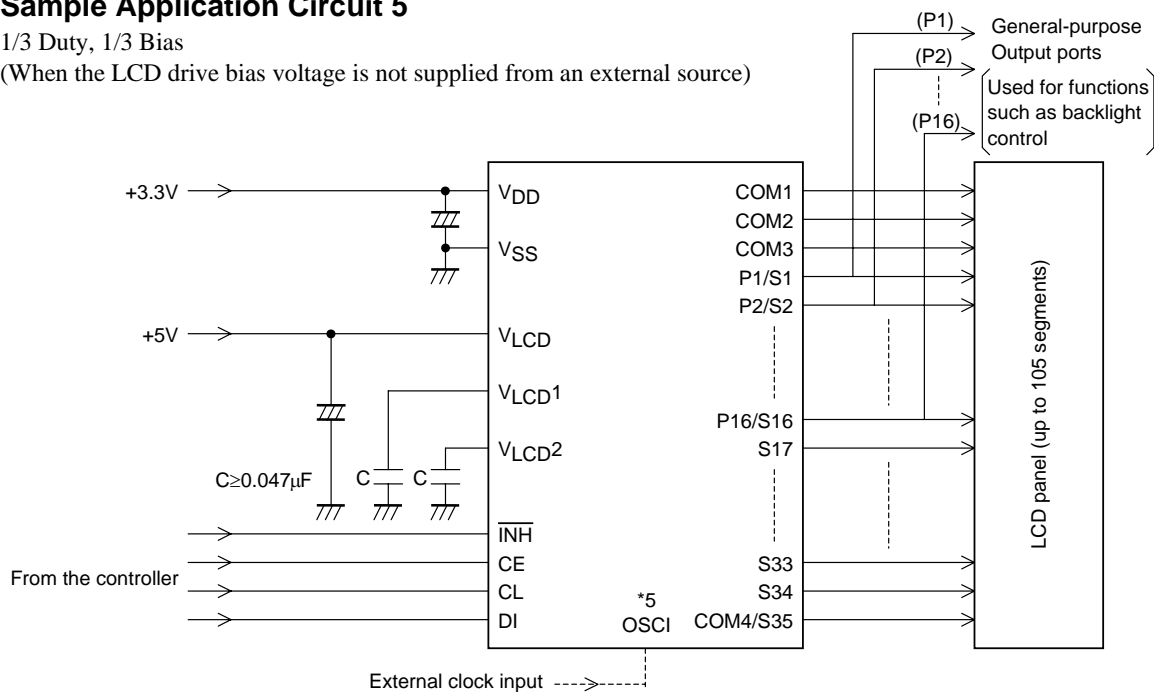 Sample Application Circuit 5
1/3 Duty, 1/3 Bias
(When the LCD drive bias voltage is not supplied from an external source)
(P1)
(P2)
(P16)
General-purpose
Output ports
Used for functions
such as backlight
control
+3.3V
+5V
C≥0.047μF
C
C
From the controller
VDD
VSS
VLCD
VLCD1
VLCD2
INH
CE
CL
DI
*5
OSCI
COM1
COM2
COM3
P1/S1
P2/S2
P16/S16
S17
S33
S34
COM4/S35
LCD panel (up to 105 segments)
External clock input